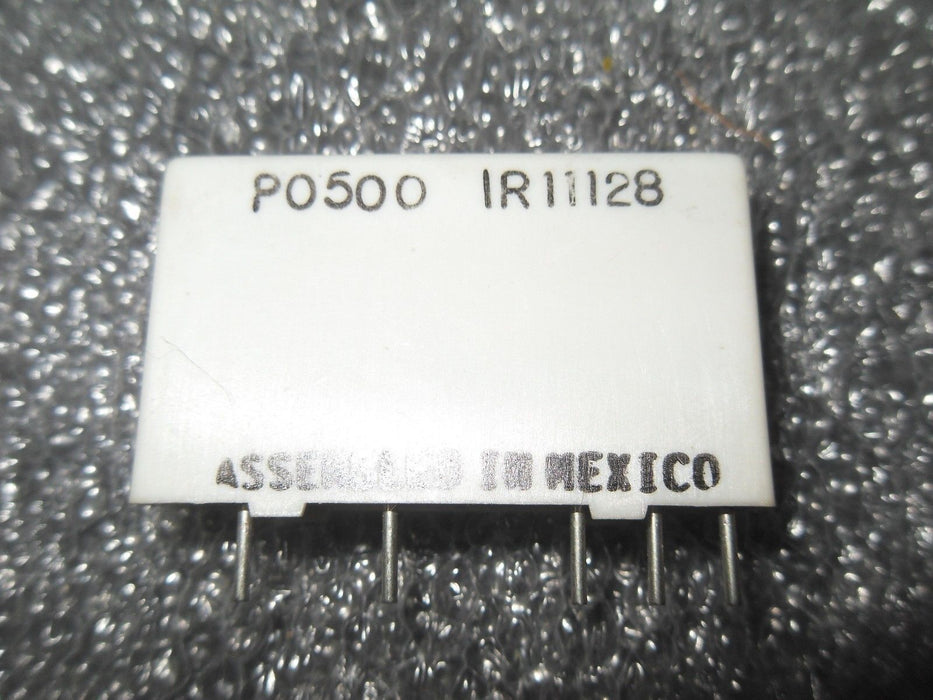 P0500 IR11128
ASSEMBLED IN MEXICO